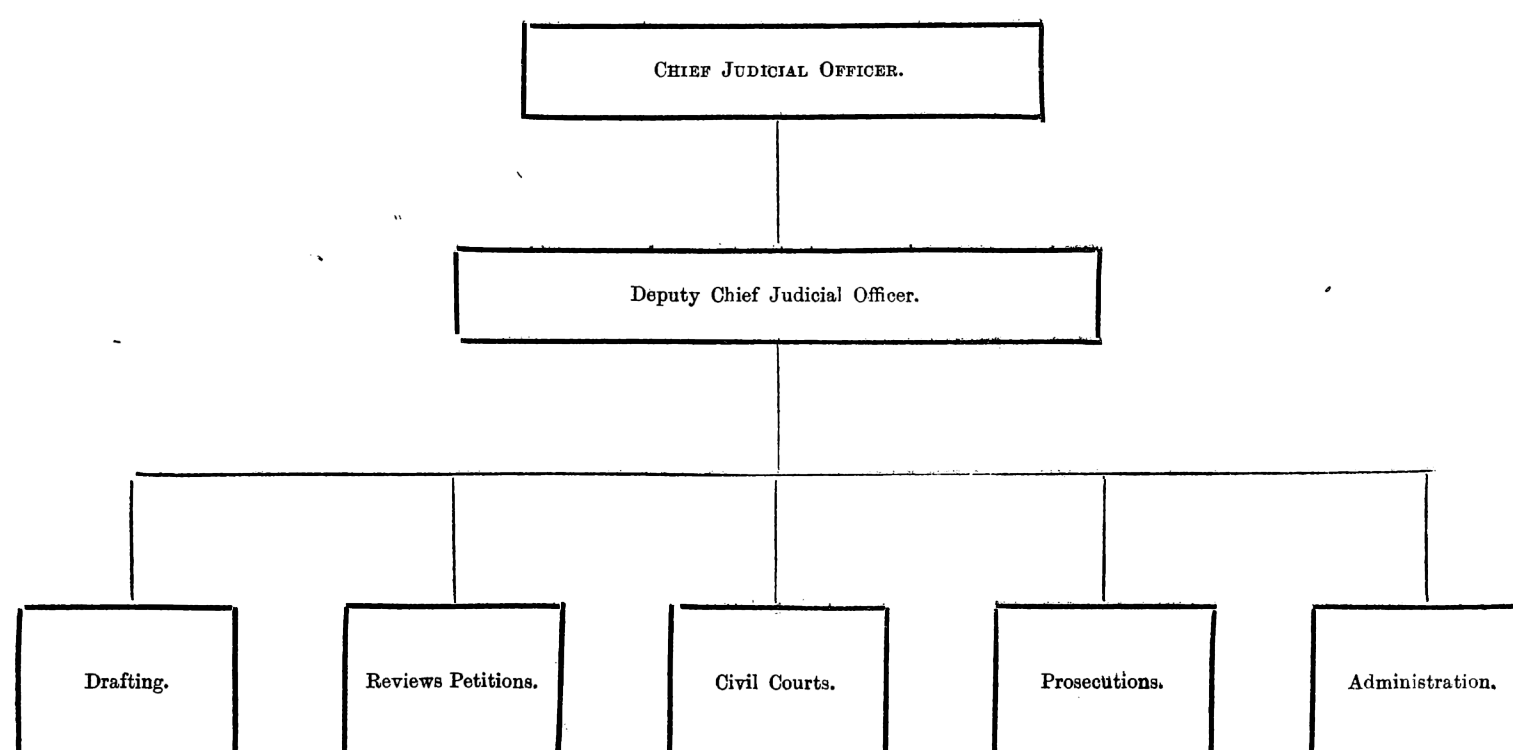 CHIEF JUDICIAL OFFICER.
Deputy Chief Judicial Officer.
Drafting.
Reviews Petitions.
Civil Courts.
Prosecutions.
Administration.